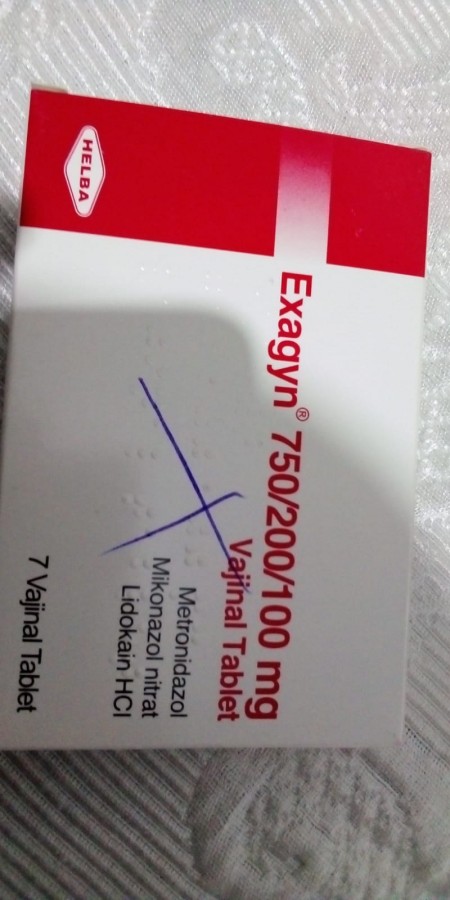 HELBA
Exagyn® 750/200/100 mg
Vajinal Tablet
Metronidazol
Mikonazol nitrat
Lidokain HCl
7 Vajinal Tablet